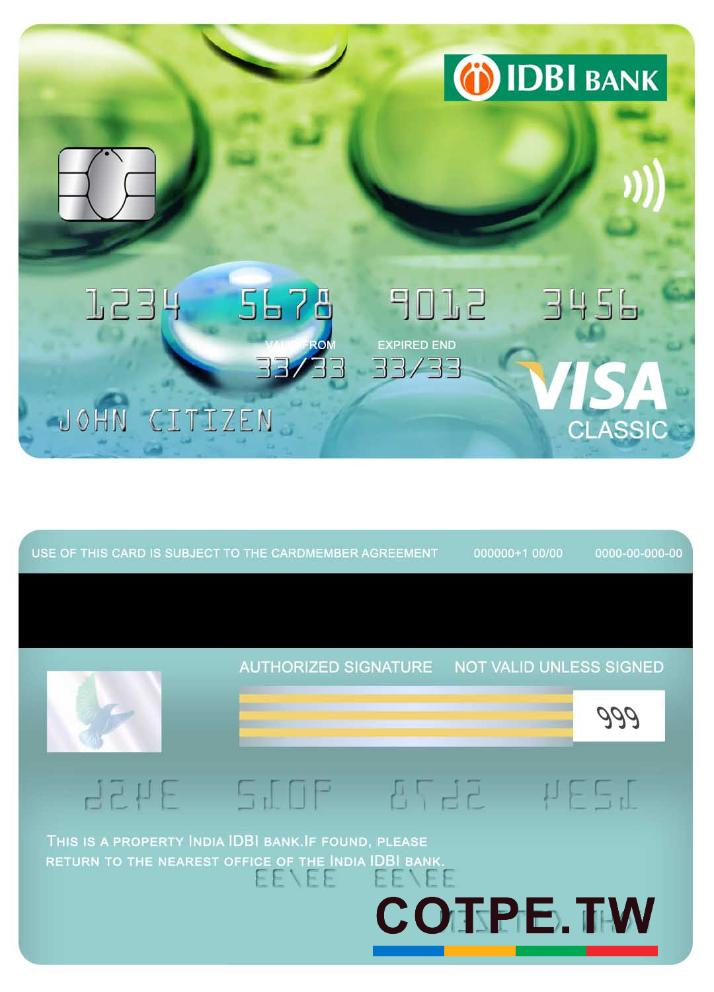 IDBI BANK
1234 5678 9012 3456
VALID FROM EXPIRED END
33/33 33/33
VISA
JOHN CITIZEN
CLASSIC
USE OF THIS CARD IS SUBJECT TO THE CARDMEMBER AGREEMENT 000000+1 00/00 0000-00-000-00
AUTHORIZED SIGNATURE NOT VALID UNLESS SIGNED
999
THIS IS A PROPERTY INDIA IDBI BANK.IF FOUND, PLEASE
RETURN TO THE NEAREST OFFICE OF THE INDIA IDBI BANK.
COTPE.TW